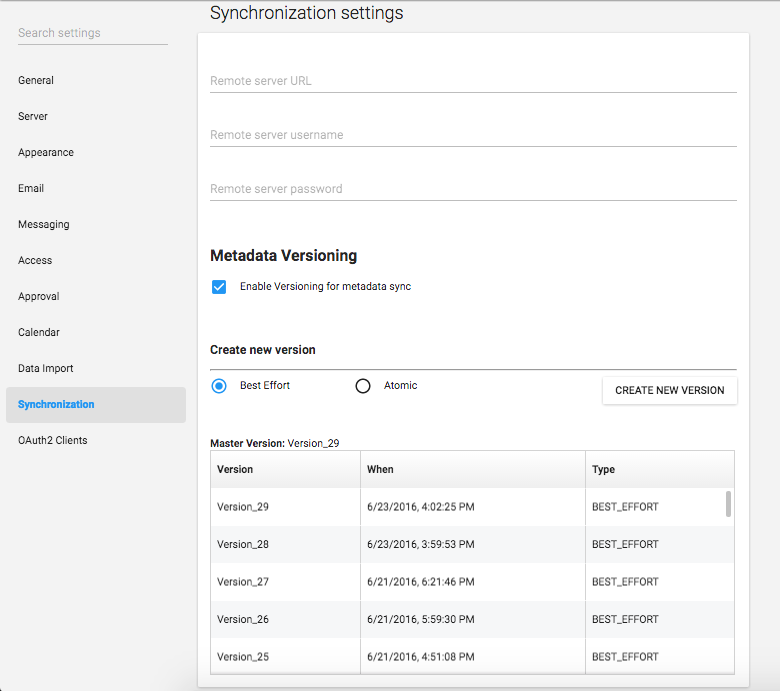 Synchronization settings
Search settings
General
Server
Appearance
Email
Messaging
Access
Approval
Calendar
Data Import
Synchronization
OAuth2 Clients
Remote server URL
Remote server username
Remote server password
Metadata Versioning
Enable Versioning for metadata sync
Create new version
Best Effort Atomic CREATE NEW VERSION
Master Version: Version_29
Version When Type
Version_29 6/23/2016, 4:02:25 PM BEST_EFFORT
Version_28 6/23/2016, 3:59:53 PM BEST_EFFORT
Version_27 6/21/2016, 6:21:46 PM BEST_EFFORT
Version_26 6/21/2016, 5:59:30 PM BEST_EFFORT
Version_25 6/21/2016, 4:51:08 PM BEST_EFFORT